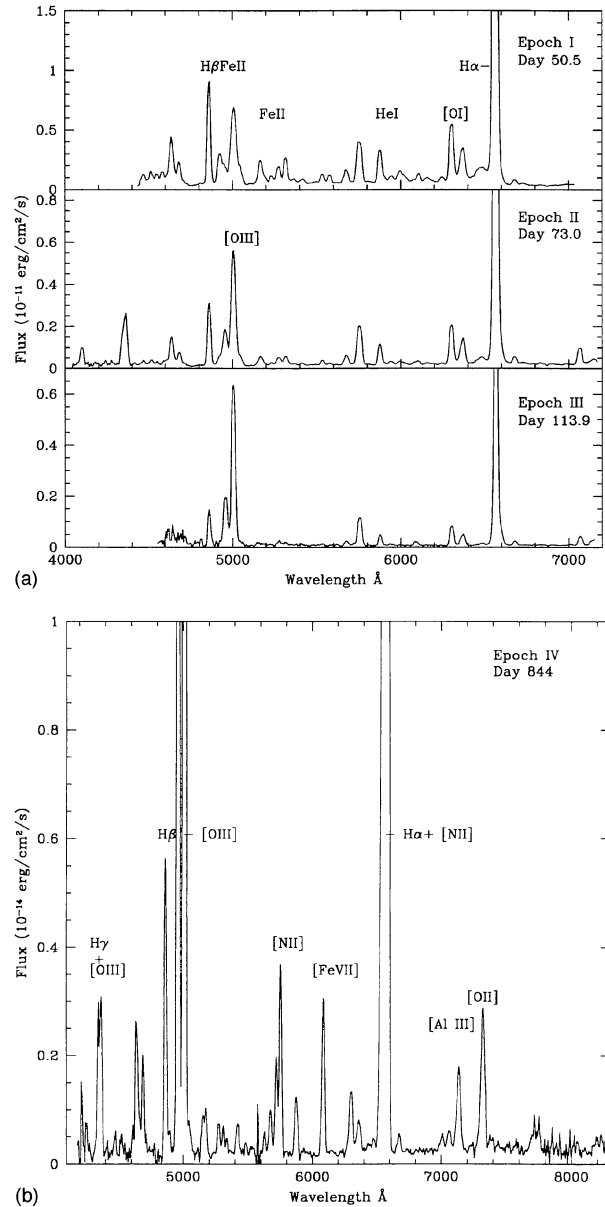 1.5
Epoch I
Day 50.5
HβFeII
Hα
1
FeII
HeI
[OI]
0.5
0
0.8
Epoch II
Day 73.0
[OIII]
0.6
0.4
0.2
0
Flux (10⁻¹¹ erg/cm²/s)
Epoch III
Day 113.9
0.6
0.4
0.2
0
4000 5000 6000 7000
Wavelength Å
(a)
1
Epoch IV
Day 844
0.8
0.6
Hβ [OIII] Hα+ [NII]
Flux (10⁻¹⁴ erg/cm²/s)
0.4
Hγ
+
[OIII]
[NII]
[FeVII]
[OII]
[Al III]
0.2
0
5000 6000 7000 8000
Wavelength Å
(b)